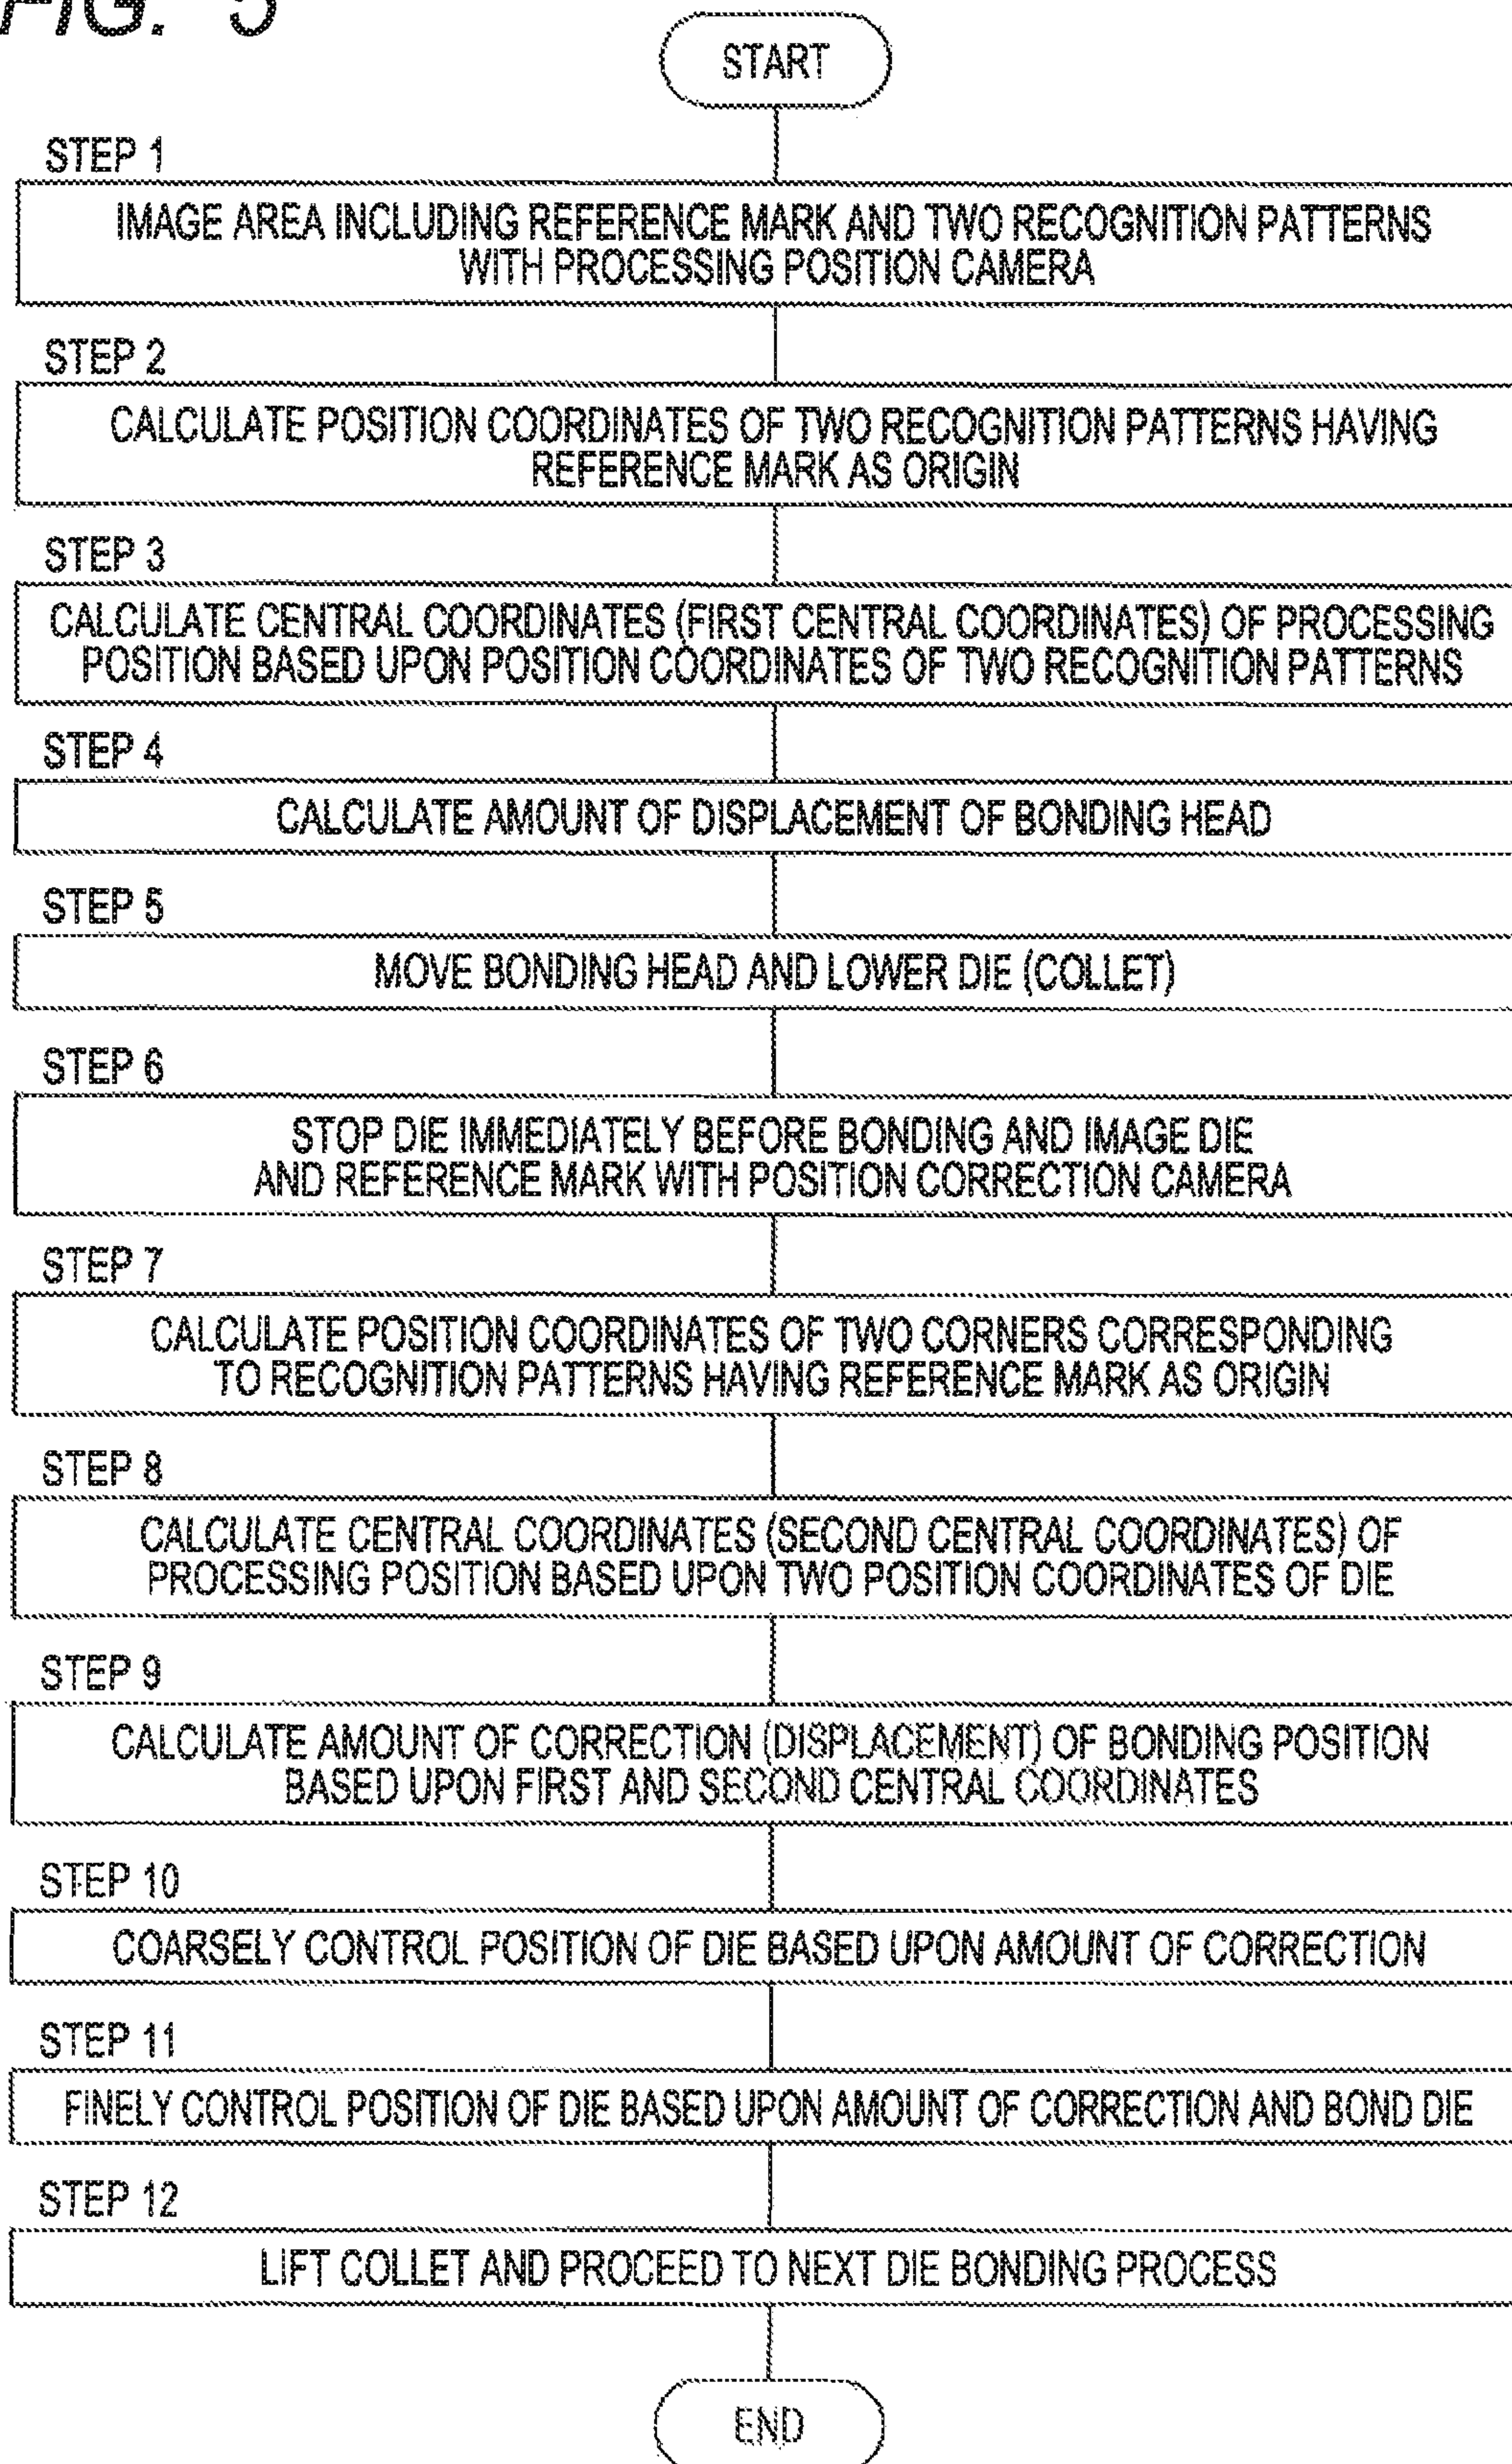 FIG. 5
START
STEP 1
IMAGE AREA INCLUDING REFERENCE MARK AND TWO RECOGNITION PATTERNS
WITH PROCESSING POSITION CAMERA
STEP 2
CALCULATE POSITION COORDINATES OF TWO RECOGNITION PATTERNS HAVING
REFERENCE MARK AS ORIGIN
STEP 3
CALCULATE CENTRAL COORDINATES (FIRST CENTRAL COORDINATES) OF PROCESSING
POSITION BASED UPON POSITION COORDINATES OF TWO RECOGNITION PATTERNS
STEP 4
CALCULATE AMOUNT OF DISPLACEMENT OF BONDING HEAD
STEP 5
MOVE BONDING HEAD AND LOWER DIE (COLLET)
STEP 6
STOP DIE IMMEDIATELY BEFORE BONDING AND IMAGE DIE
AND REFERENCE MARK WITH POSITION CORRECTION CAMERA
STEP 7
CALCULATE POSITION COORDINATES OF TWO CORNERS CORRESPONDING
TO RECOGNITION PATTERNS HAVING REFERENCE MARK AS ORIGIN
STEP 8
CALCULATE CENTRAL COORDINATES (SECOND CENTRAL COORDINATES) OF
PROCESSING POSITION BASED UPON TWO POSITION COORDINATES OF DIE
STEP 9
CALCULATE AMOUNT OF CORRECTION (DISPLACEMENT) OF BONDING POSITION
BASED UPON FIRST AND SECOND CENTRAL COORDINATES
STEP 10
COARSELY CONTROL POSITION OF DIE BASED UPON AMOUNT OF CORRECTION
STEP 11
FINELY CONTROL POSITION OF DIE BASED UPON AMOUNT OF CORRECTION AND BOND DIE
STEP 12
LIFT COLLET AND PROCEED TO NEXT DIE BONDING PROCESS
END